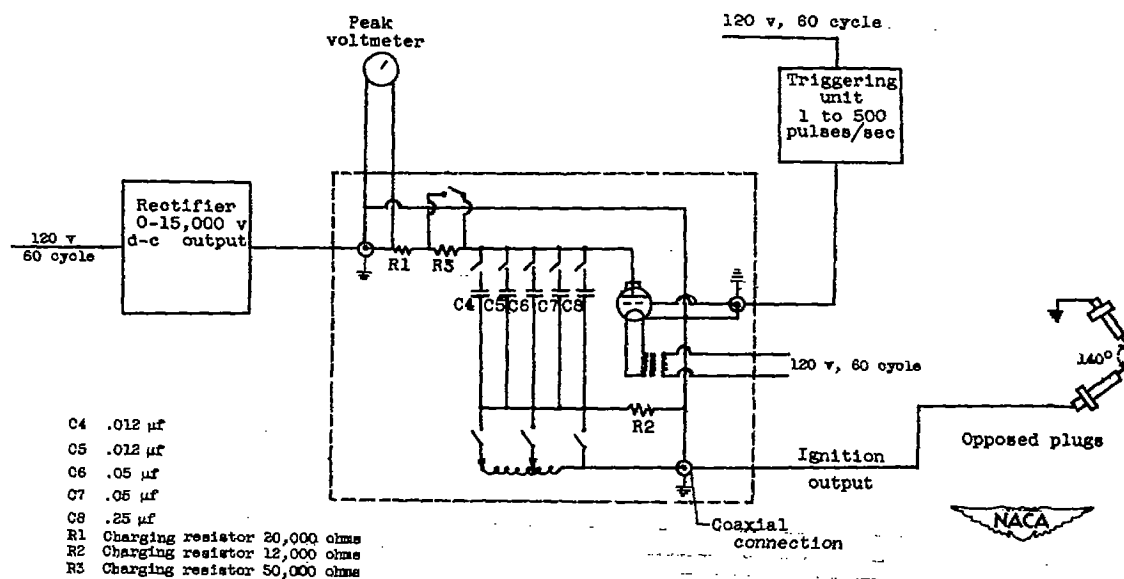 Peak
voltmeter
120 v, 60 cycle
Triggering
unit
1 to 500
pulses/sec
Rectifier
0-15,000 v
d-c output
120 v
60 cycle
R1
R3
C4
C5
C6
C7
C8
120 v, 60 cycle
140°
R2
Opposed plugs
Ignition
output
Coaxial
connection
NACA
C4 .012 µf
C5 .012 µf
C6 .05 µf
C7 .05 µf
C8 .25 µf
R1 Charging resistor 20,000 ohms
R2 Charging resistor 12,000 ohms
R3 Charging resistor 50,000 ohms